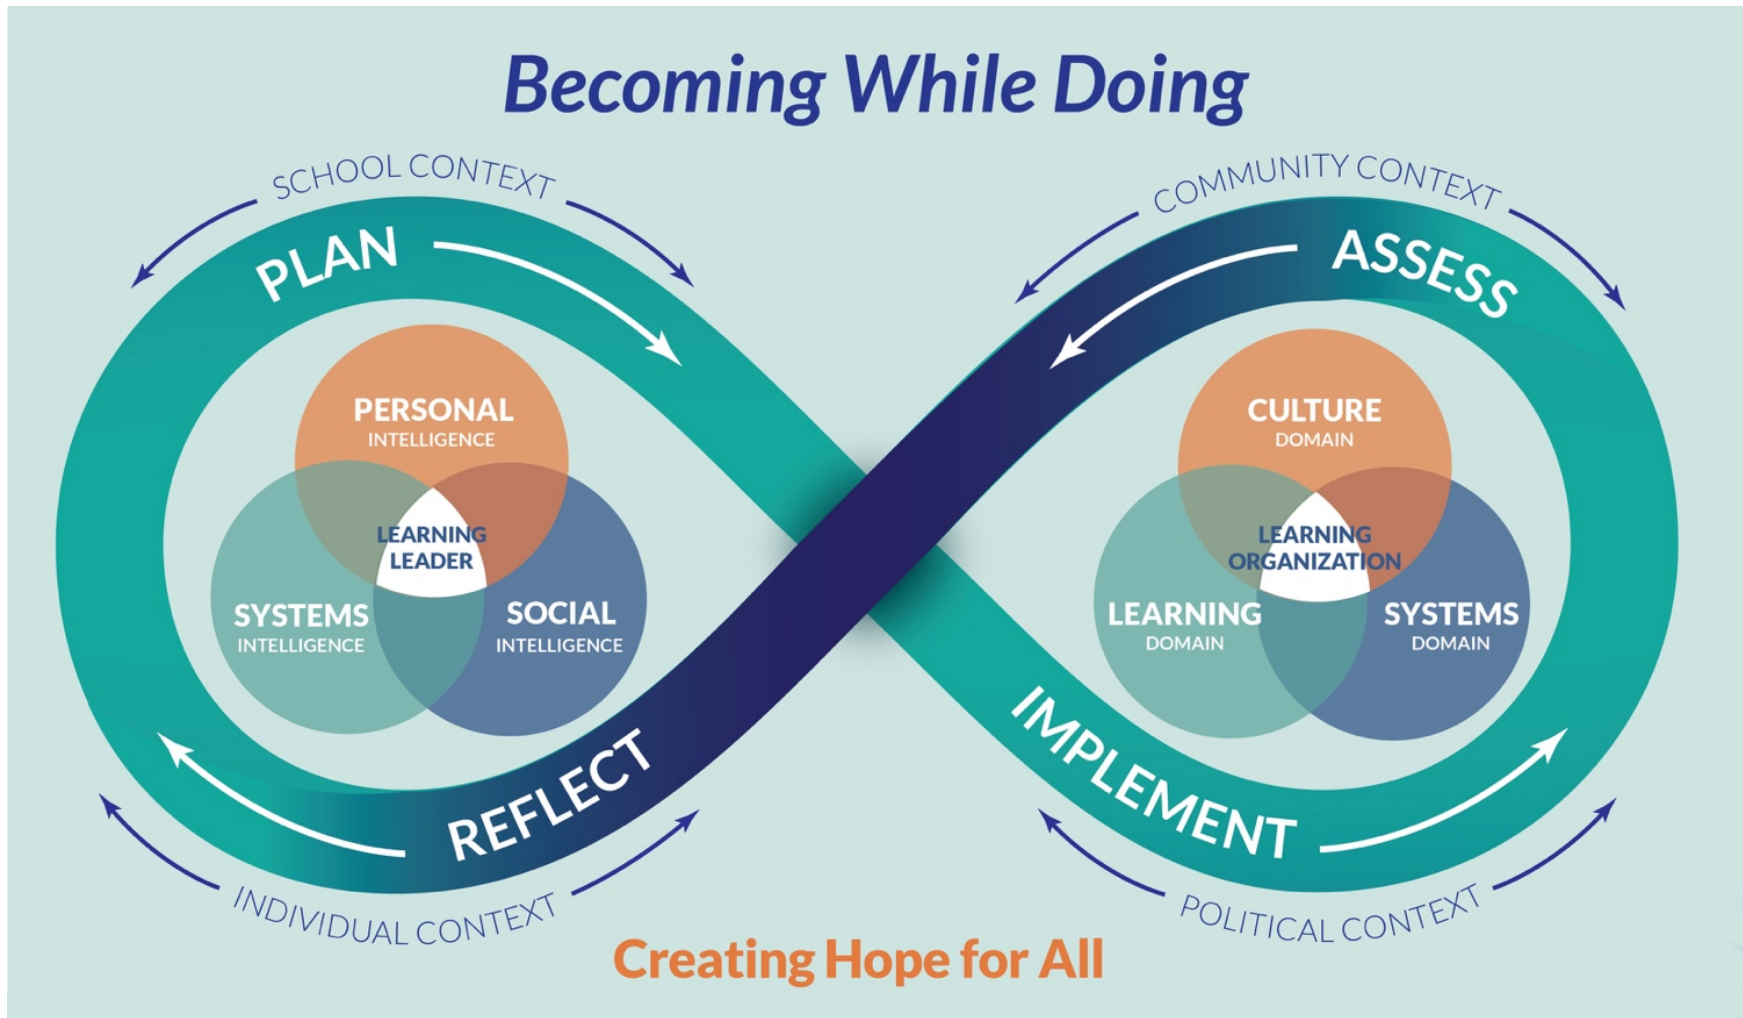 Becoming While Doing
SCHOOL CONTEXT
COMMUNITY CONTEXT
PLAN
ASSESS
PERSONAL
INTELLIGENCE
LEARNING
LEADER
SYSTEMS
INTELLIGENCE
SOCIAL
INTELLIGENCE
CULTURE
DOMAIN
LEARNING
ORGANIZATION
LEARNING
DOMAIN
SYSTEMS
DOMAIN
REFLECT
IMPLEMENT
INDIVIDUAL CONTEXT
POLITICAL CONTEXT
Creating Hope for All